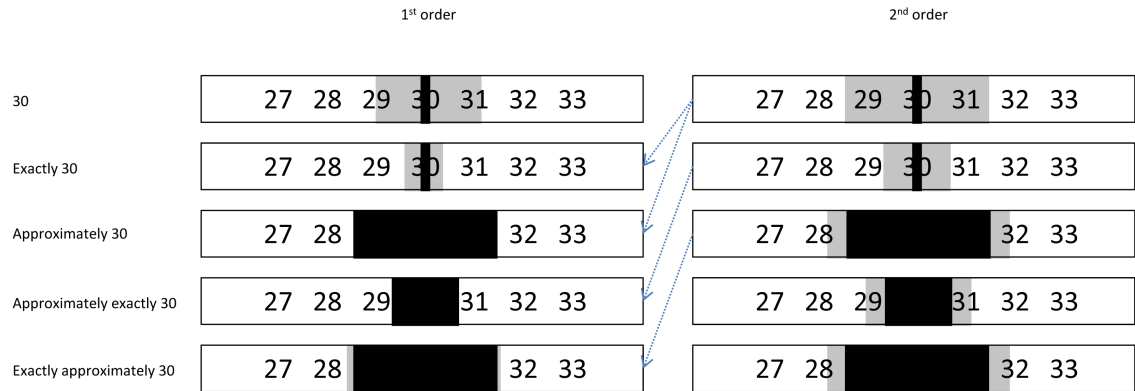 1st order 2nd order
30 27 28 29 30 31 32 33 27 28 29 30 31 32 33
Exactly 30 27 28 29 30 31 32 33 27 28 29 30 31 32 33
Approximately 30 27 28 32 33 27 28 32 33
Approximately exactly 30 27 28 29 31 32 33 27 28 29 31 32 33
Exactly approximately 30 27 28 32 33 27 28 32 33